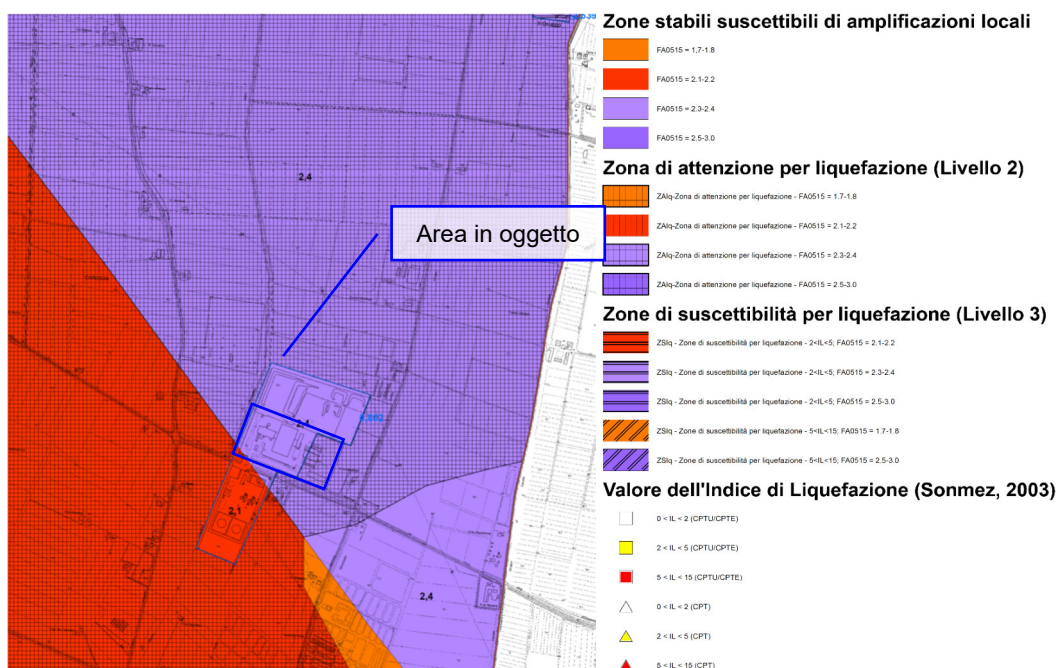 Zone stabili suscettibili di amplificazioni locali
FA0515 = 1,7-1.8
FA0515 = 2.1-2.2
FA0515 = 2.3-2.4
FA0515 = 2.5-3.0
Zona di attenzione per liquefazione (Livello 2)
ZAlq-Zona di attenzione per liquefazione - FA0515 = 1.7-1.8
ZAlq-Zona di attenzione per liquefazione - FA0515 = 2.1-2.2
ZAlq-Zona di attenzione per liquefazione - FA0515 = 2.3-2.4
ZAlq-Zona di attenzione per liquefazione - FA0515 = 2.5-3.0
Zone di suscettibilità per liquefazione (Livello 3)
ZSlq - Zone di suscettibilità per liquefazione - 2<IL<5; FA0515 = 2.1-2.2
ZSlq - Zone di suscettibilità per liquefazione - 2<IL<5; FA0515 = 2.3-2.4
ZSlq - Zone di suscettibilità per liquefazione - 2<IL<5; FA0515 = 2.5-3.0
ZSlq - Zone di suscettibilità per liquefazione - 5<IL<15; FA0515 = 1.7-1.8
ZSlq - Zone di suscettibilità per liquefazione - 5<IL<15; FA0515 = 2.5-3.0
Valore dell'Indice di Liquefazione (Sonmez, 2003)
0 < IL < 2 (CPTU/CPTE)
2 < IL < 5 (CPTU/CPTE)
5 < IL < 15 (CPTU/CPTE)
0 < IL < 2 (CPT)
2 < IL < 5 (CPT)
5 < IL < 15 (CPT)
2,4
Area in oggetto
2,1
2,4